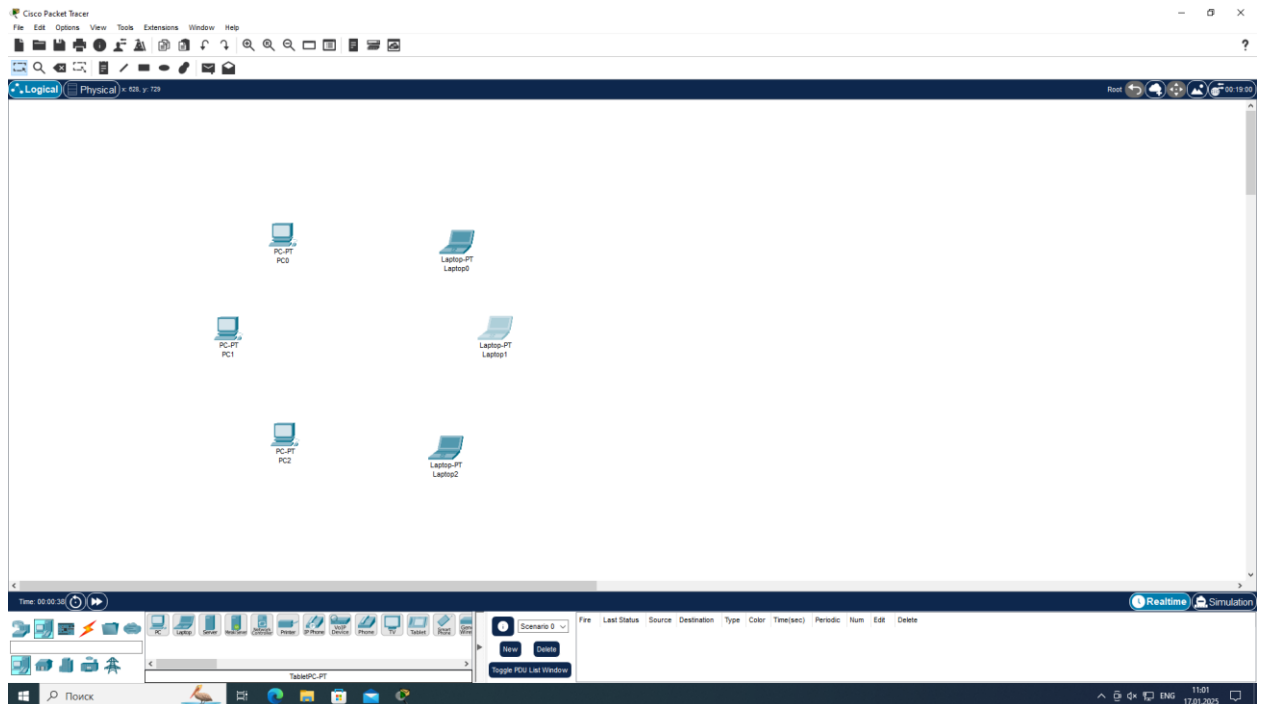 Cisco Packet Tracer
File Edit Options View Tools Extensions Window Help
?
Logical Physical x: 628, y: 729 Root 00:19:00
PC-PT
PC0
Laptop-PT
Laptop0
PC-PT
PC1
Laptop-PT
Laptop1
PC-PT
PC2
Laptop-PT
Laptop2
Time: 00:00:38 Realtime Simulation
PC Laptop Server Printer IP Phone VoIP Device Phone TV Tablet Smart Phone
Scenario 0
Fire Last Status Source Destination Type Color Time(sec) Periodic Num Edit Delete
New Delete
Toggle PDU List Window
TabletPC-PT
Поиск
ENG
11:01
17.01.2025